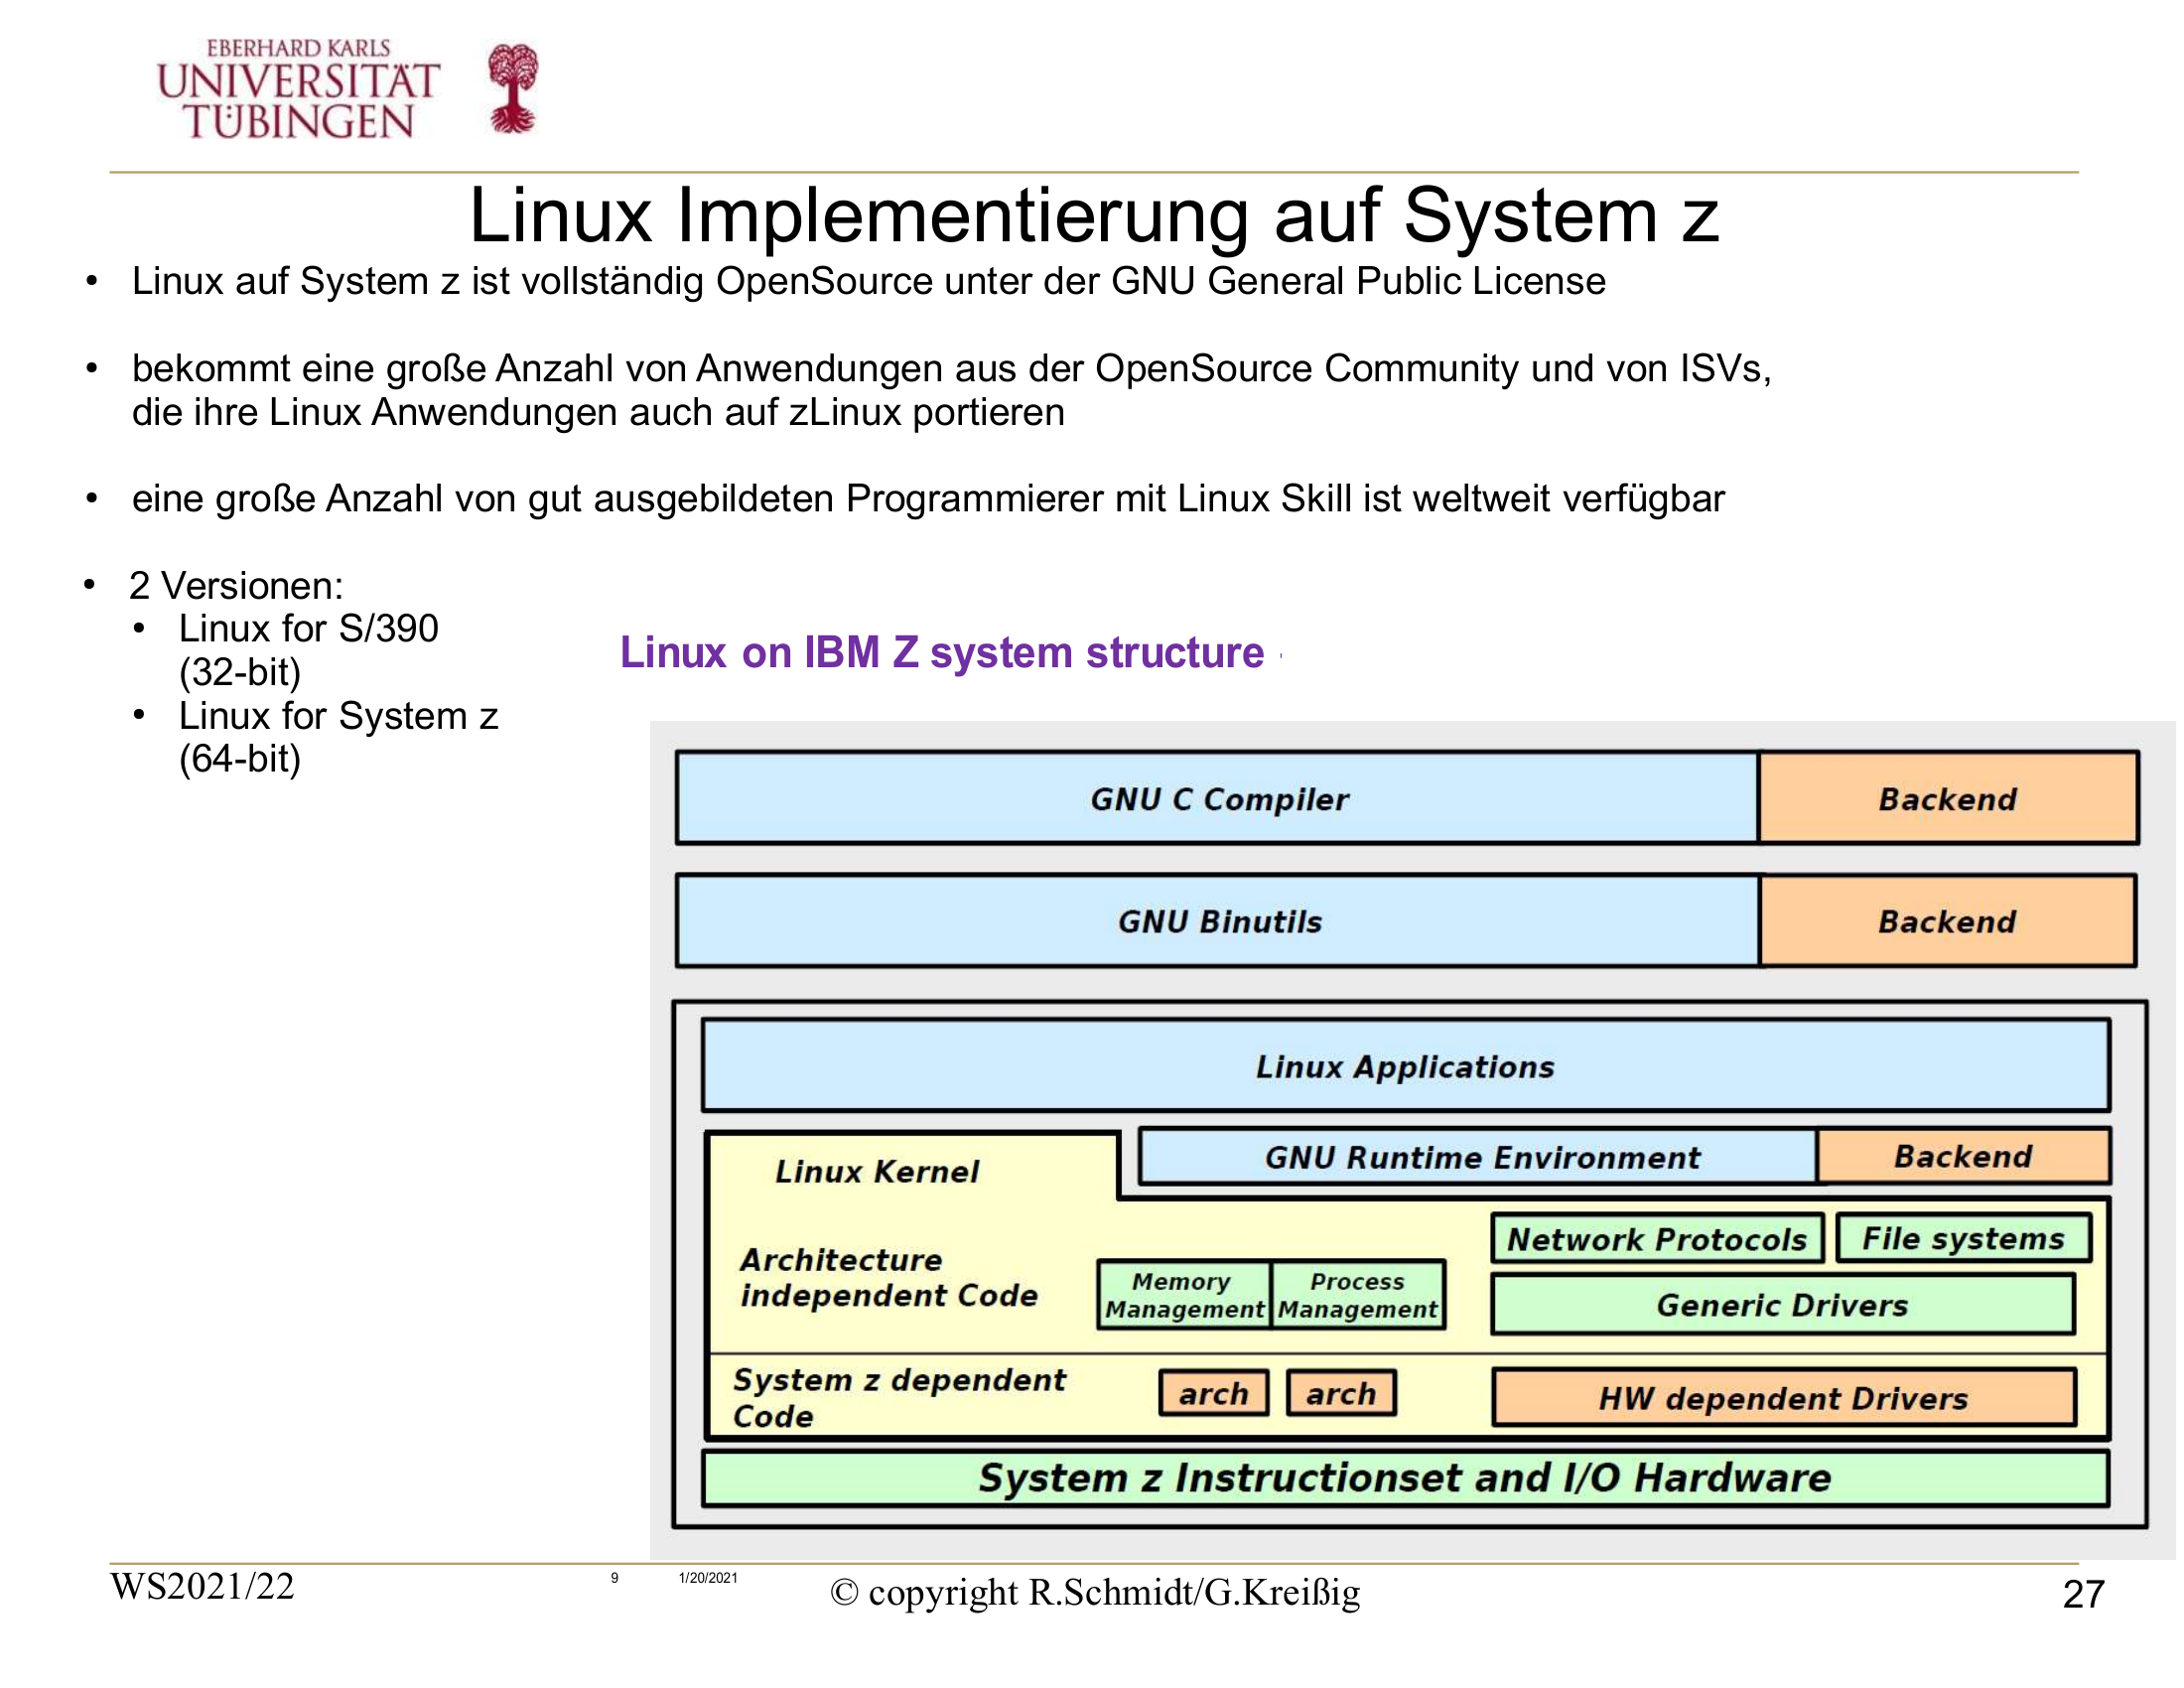 EBERHARD KARLS
UNIVERSITÄT
TÜBINGEN
Linux Implementierung auf System z
• Linux auf System z ist vollständig OpenSource unter der GNU General Public License
• bekommt eine große Anzahl von Anwendungen aus der OpenSource Community und von ISVs,
die ihre Linux Anwendungen auch auf zLinux portieren
• eine große Anzahl von gut ausgebildeten Programmierer mit Linux Skill ist weltweit verfügbar
• 2 Versionen:
• Linux for S/390
(32-bit)
• Linux for System z
(64-bit)
Linux on IBM Z system structure
GNU C Compiler
Backend
GNU Binutils
Backend
Linux Applications
Linux Kernel
GNU Runtime Environment
Backend
Architecture
independent Code
Memory
Management
Process
Management
Network Protocols
File systems
Generic Drivers
System z dependent
Code
arch
arch
HW dependent Drivers
System z Instructionset and I/O Hardware
WS2021/22
9
1/20/2021
© copyright R.Schmidt/G.Kreißig
27